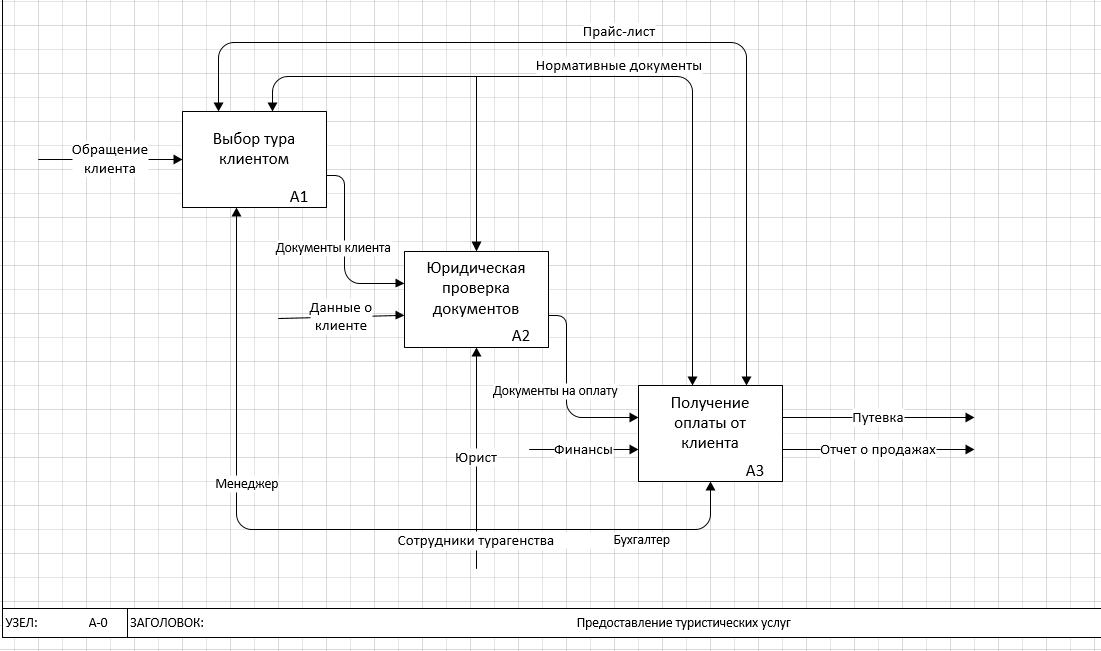 Прайс-лист
Нормативные документы
Обращение
клиента
Выбор тура
клиентом
A1
Документы клиента
Данные о
клиенте
Юридическая
проверка
документов
A2
Документы на оплату
Финансы
Получение
оплаты от
клиента
A3
Путевка
Отчет о продажах
Юрист
Менеджер
Сотрудники турагенства
Бухгалтер
УЗЕЛ: A-0 ЗАГОЛОВОК: Предоставление туристических услуг